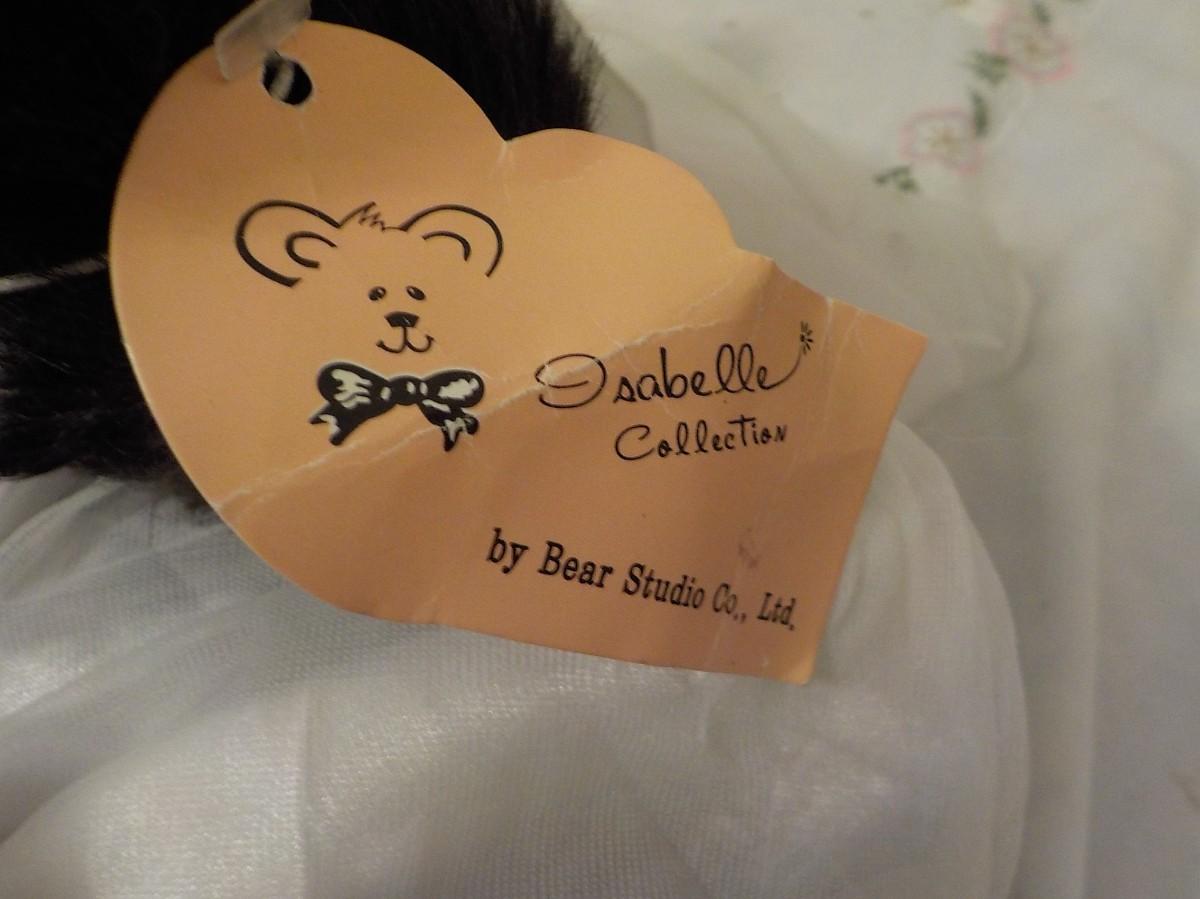 Isabelle
Collection
by Bear Studio Co., Ltd.